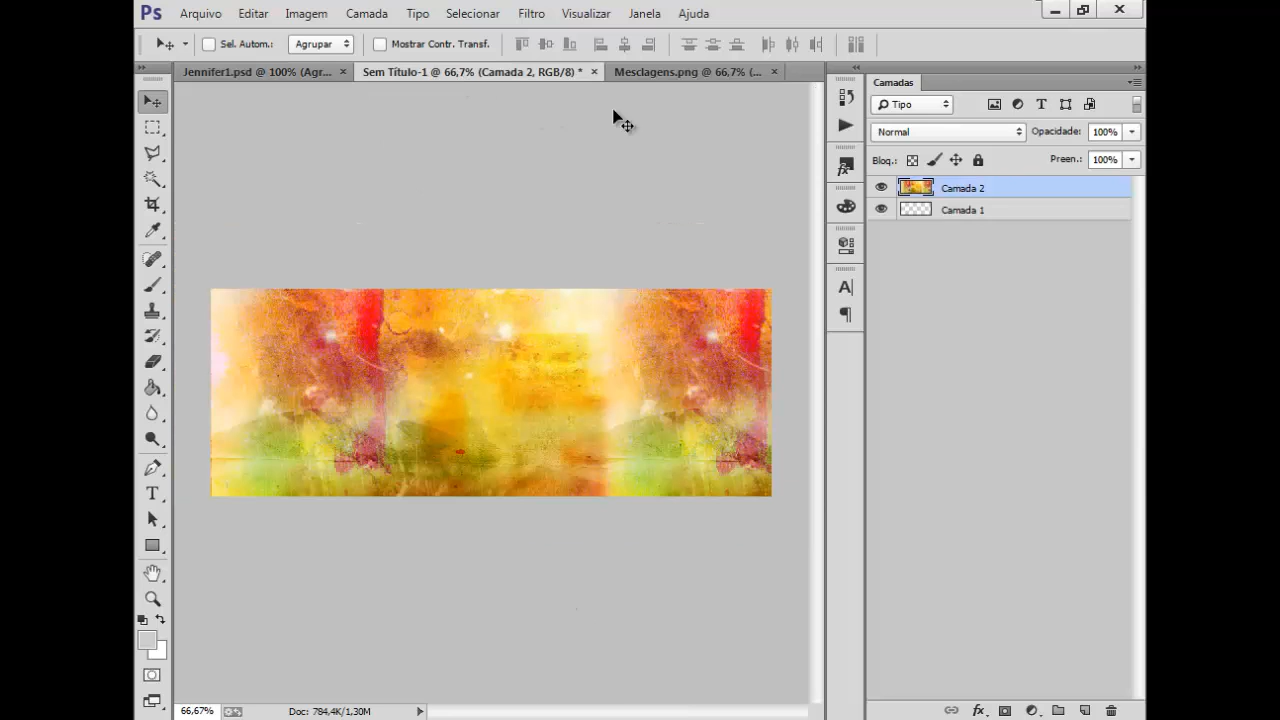 Ps Arquivo Editar Imagem Camada Tipo Selecionar Filtro Visualizar Janela Ajuda
Sel. Autom.: Agrupar Mostrar Contr. Transf.
Jennifer1.psd @ 100% (Agr... × Sem Título-1 @ 66,7% (Camada 2, RGB/8) * × Mesclagens.png @ 66,7% (... ×
Camadas
Tipo
Normal Opacidade: 100%
Bloq.: Preen.: 100%
Camada 2
Camada 1
66,67% Doc: 784,4K/1,30M